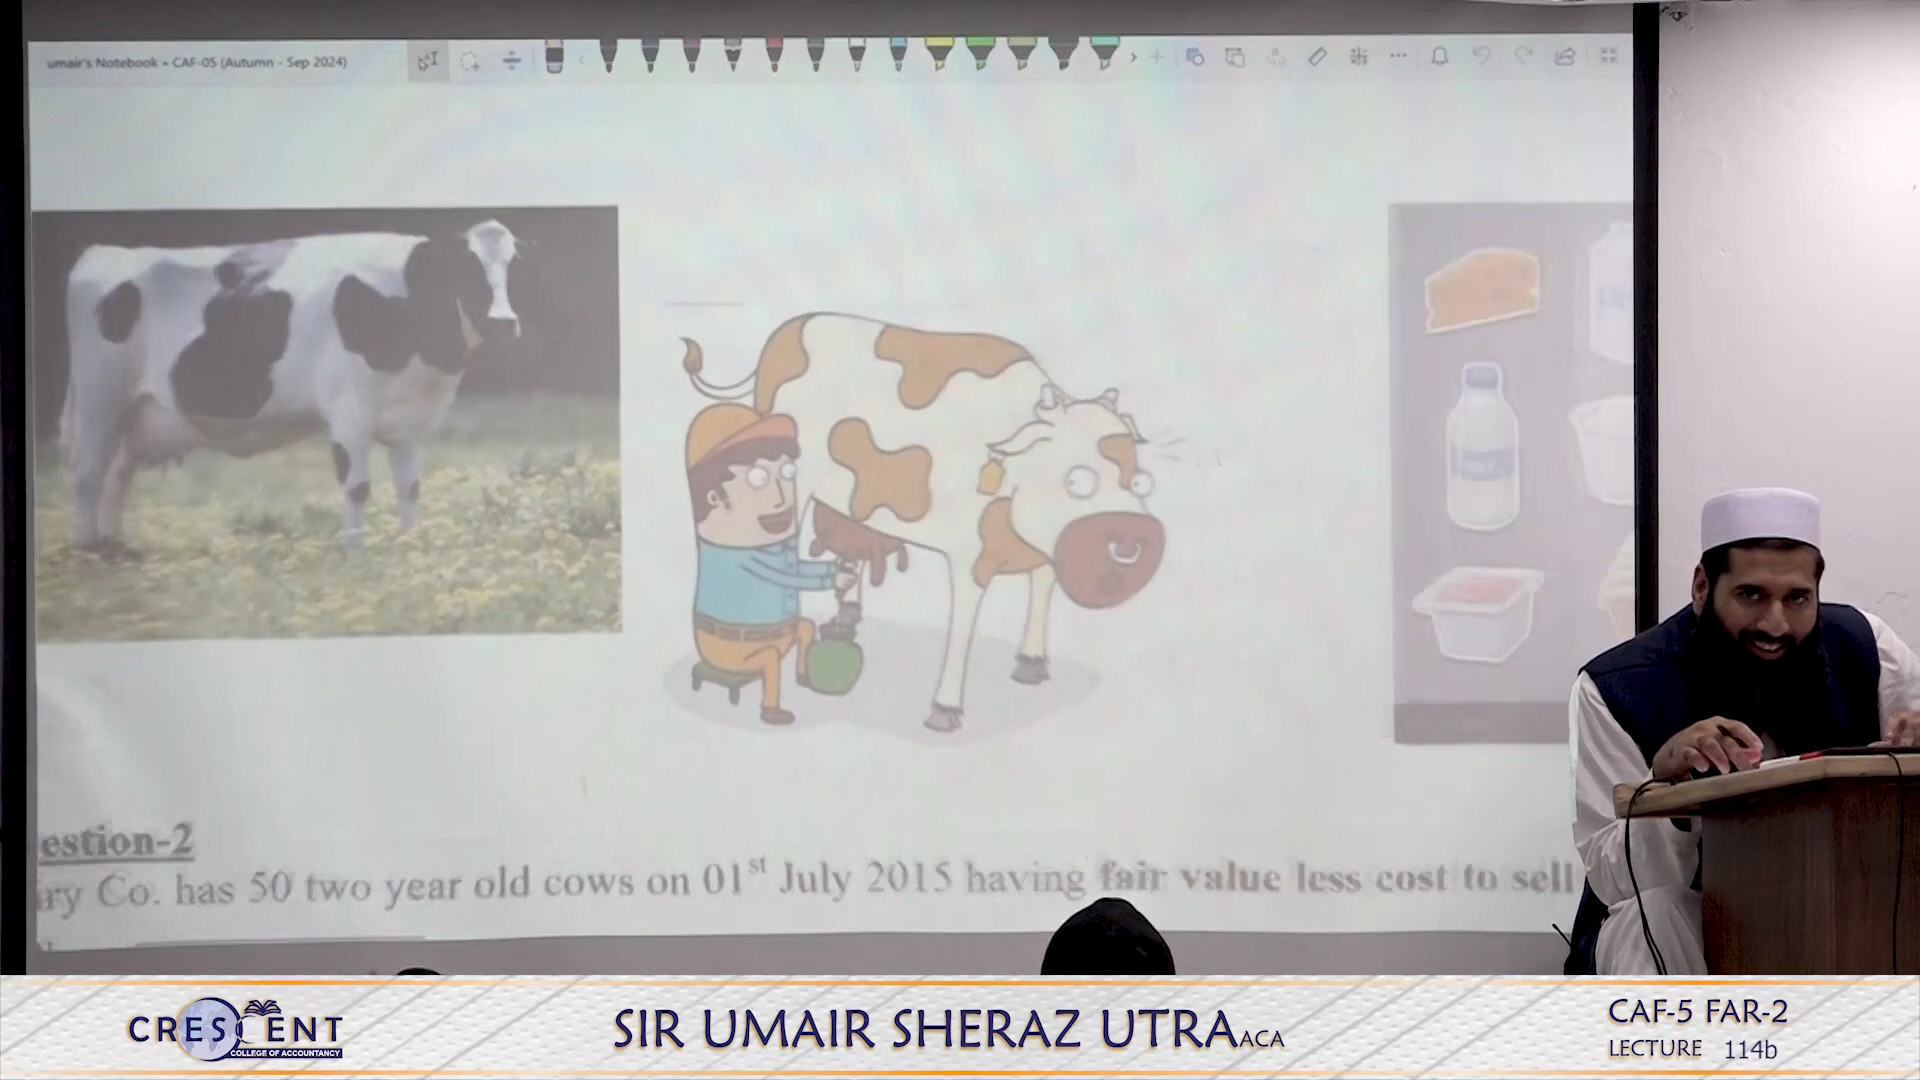 umair's Notebook » CAF-05 (Autumn - Sep 2024)
estion-2
ry Co. has 50 two year old cows on 01st July 2015 having fair value less cost to sell
CRESCENT
COLLEGE OF ACCOUNTANCY
SIR UMAIR SHERAZ UTRA ACA
CAF-5 FAR-2
LECTURE 114b